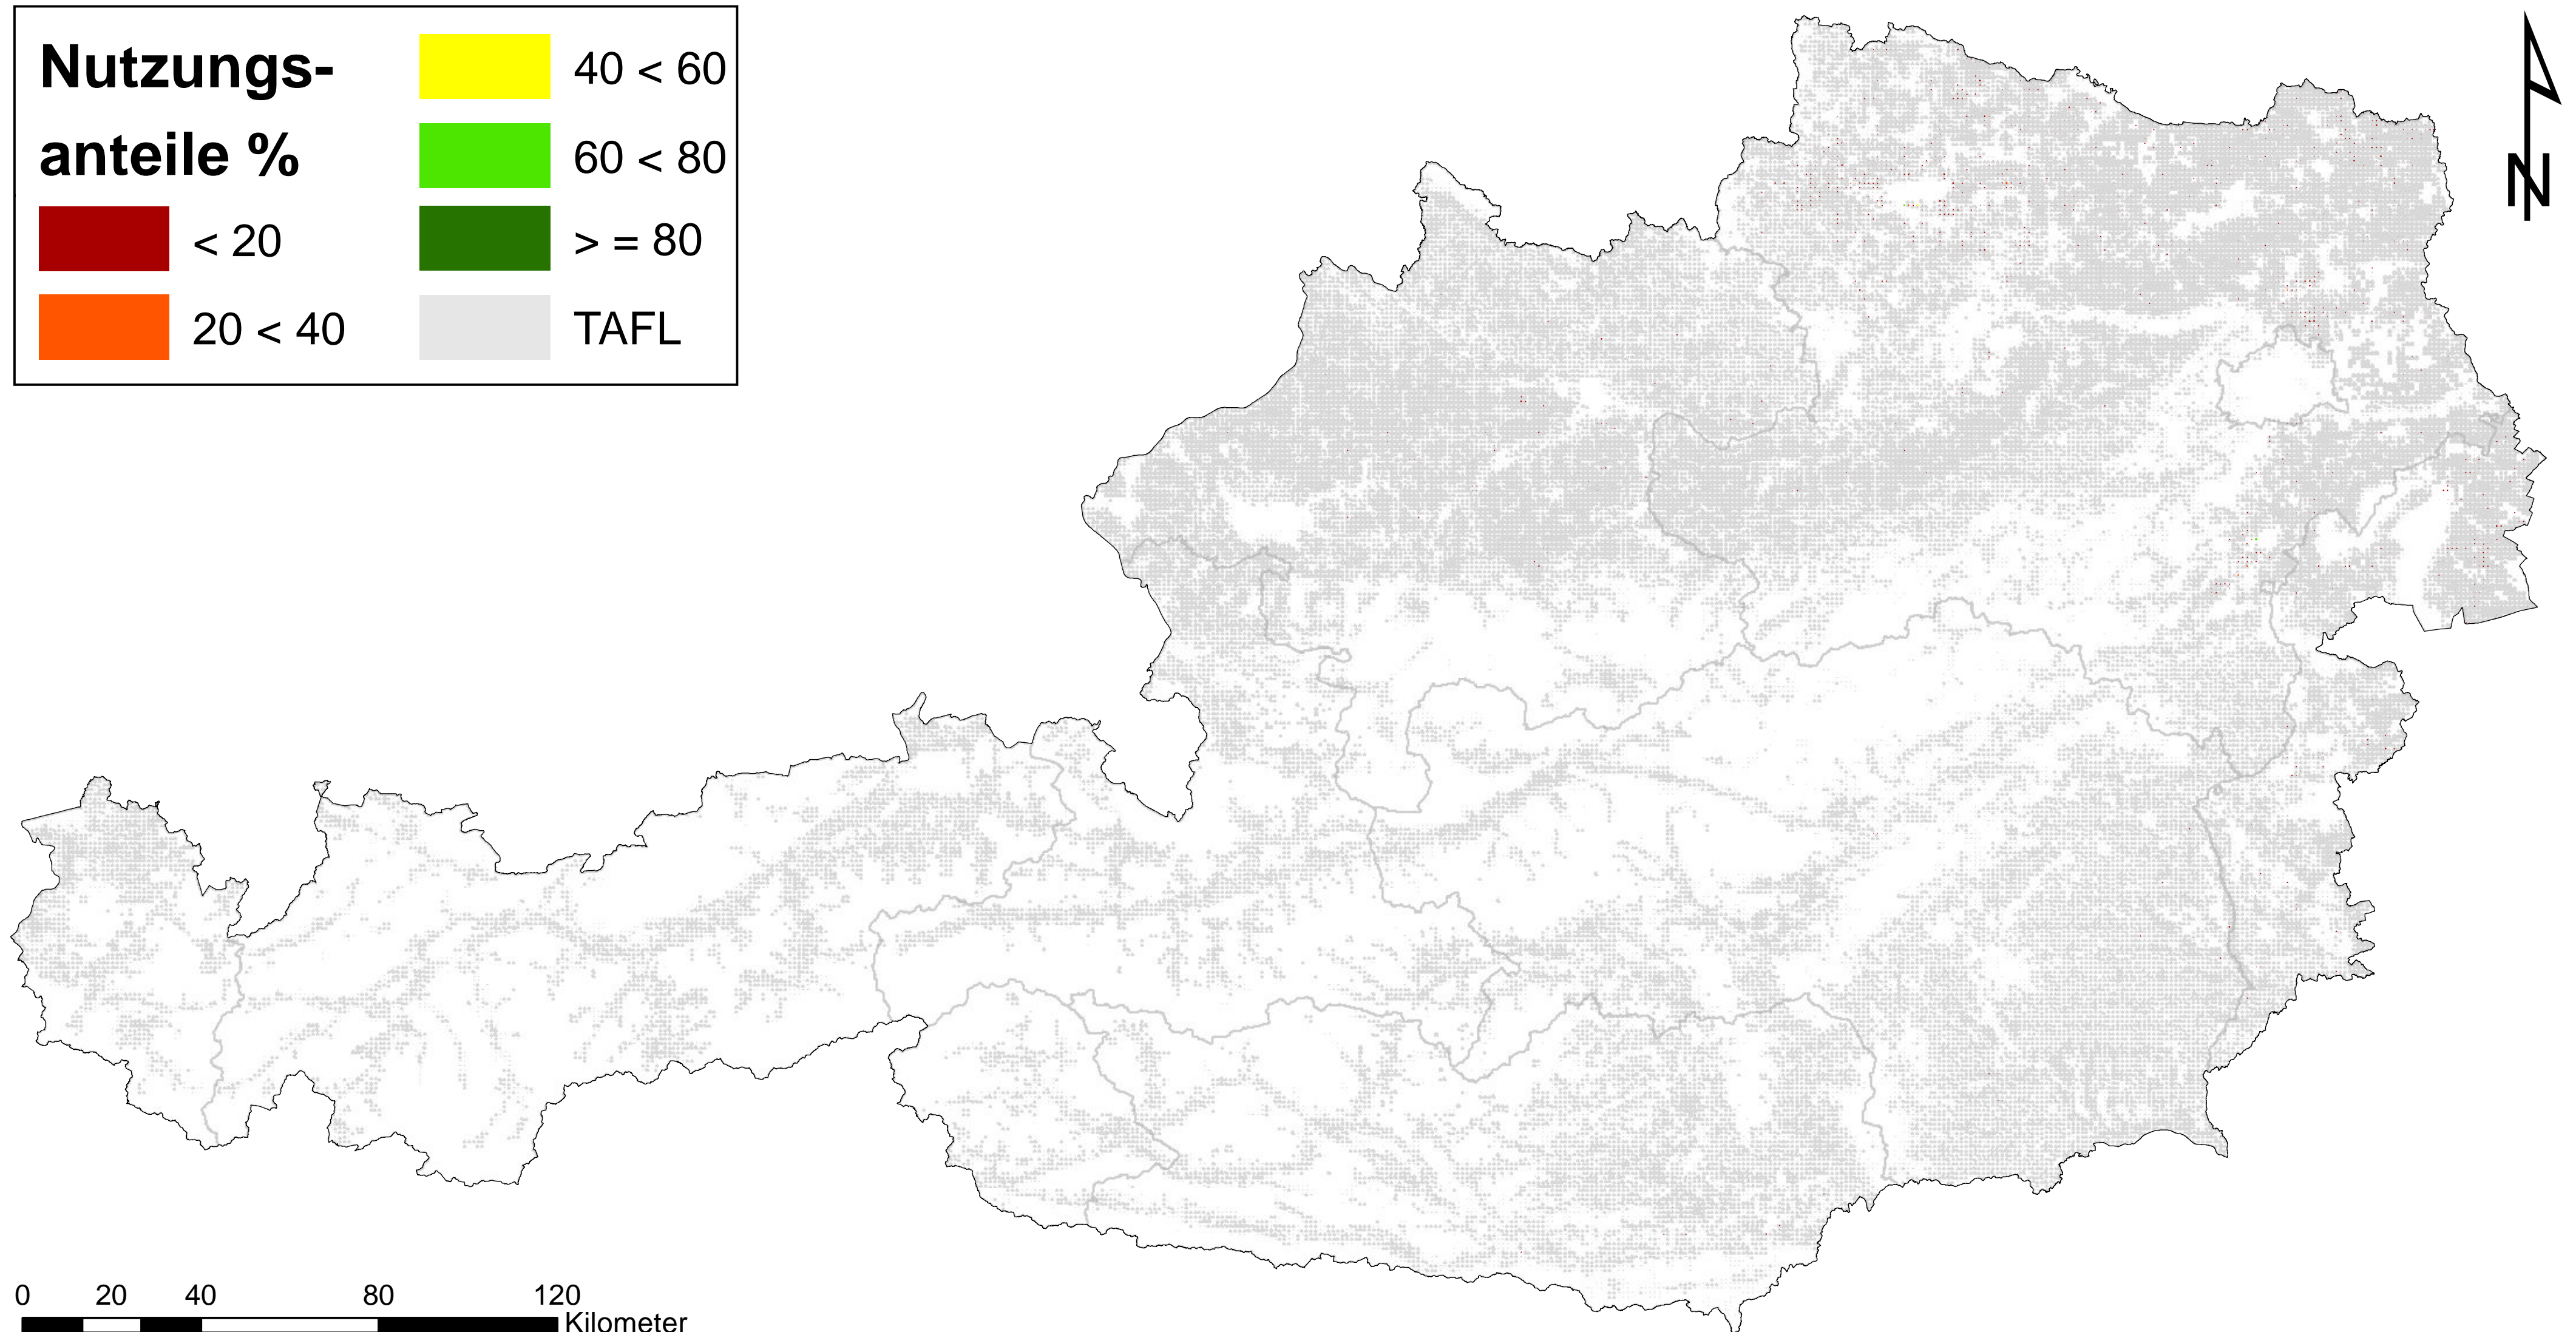 Nutzungs-
anteile %
< 20
20 < 40
40 < 60
60 < 80
> = 80
TAFL
N
0 20 40 80 120
Kilometer